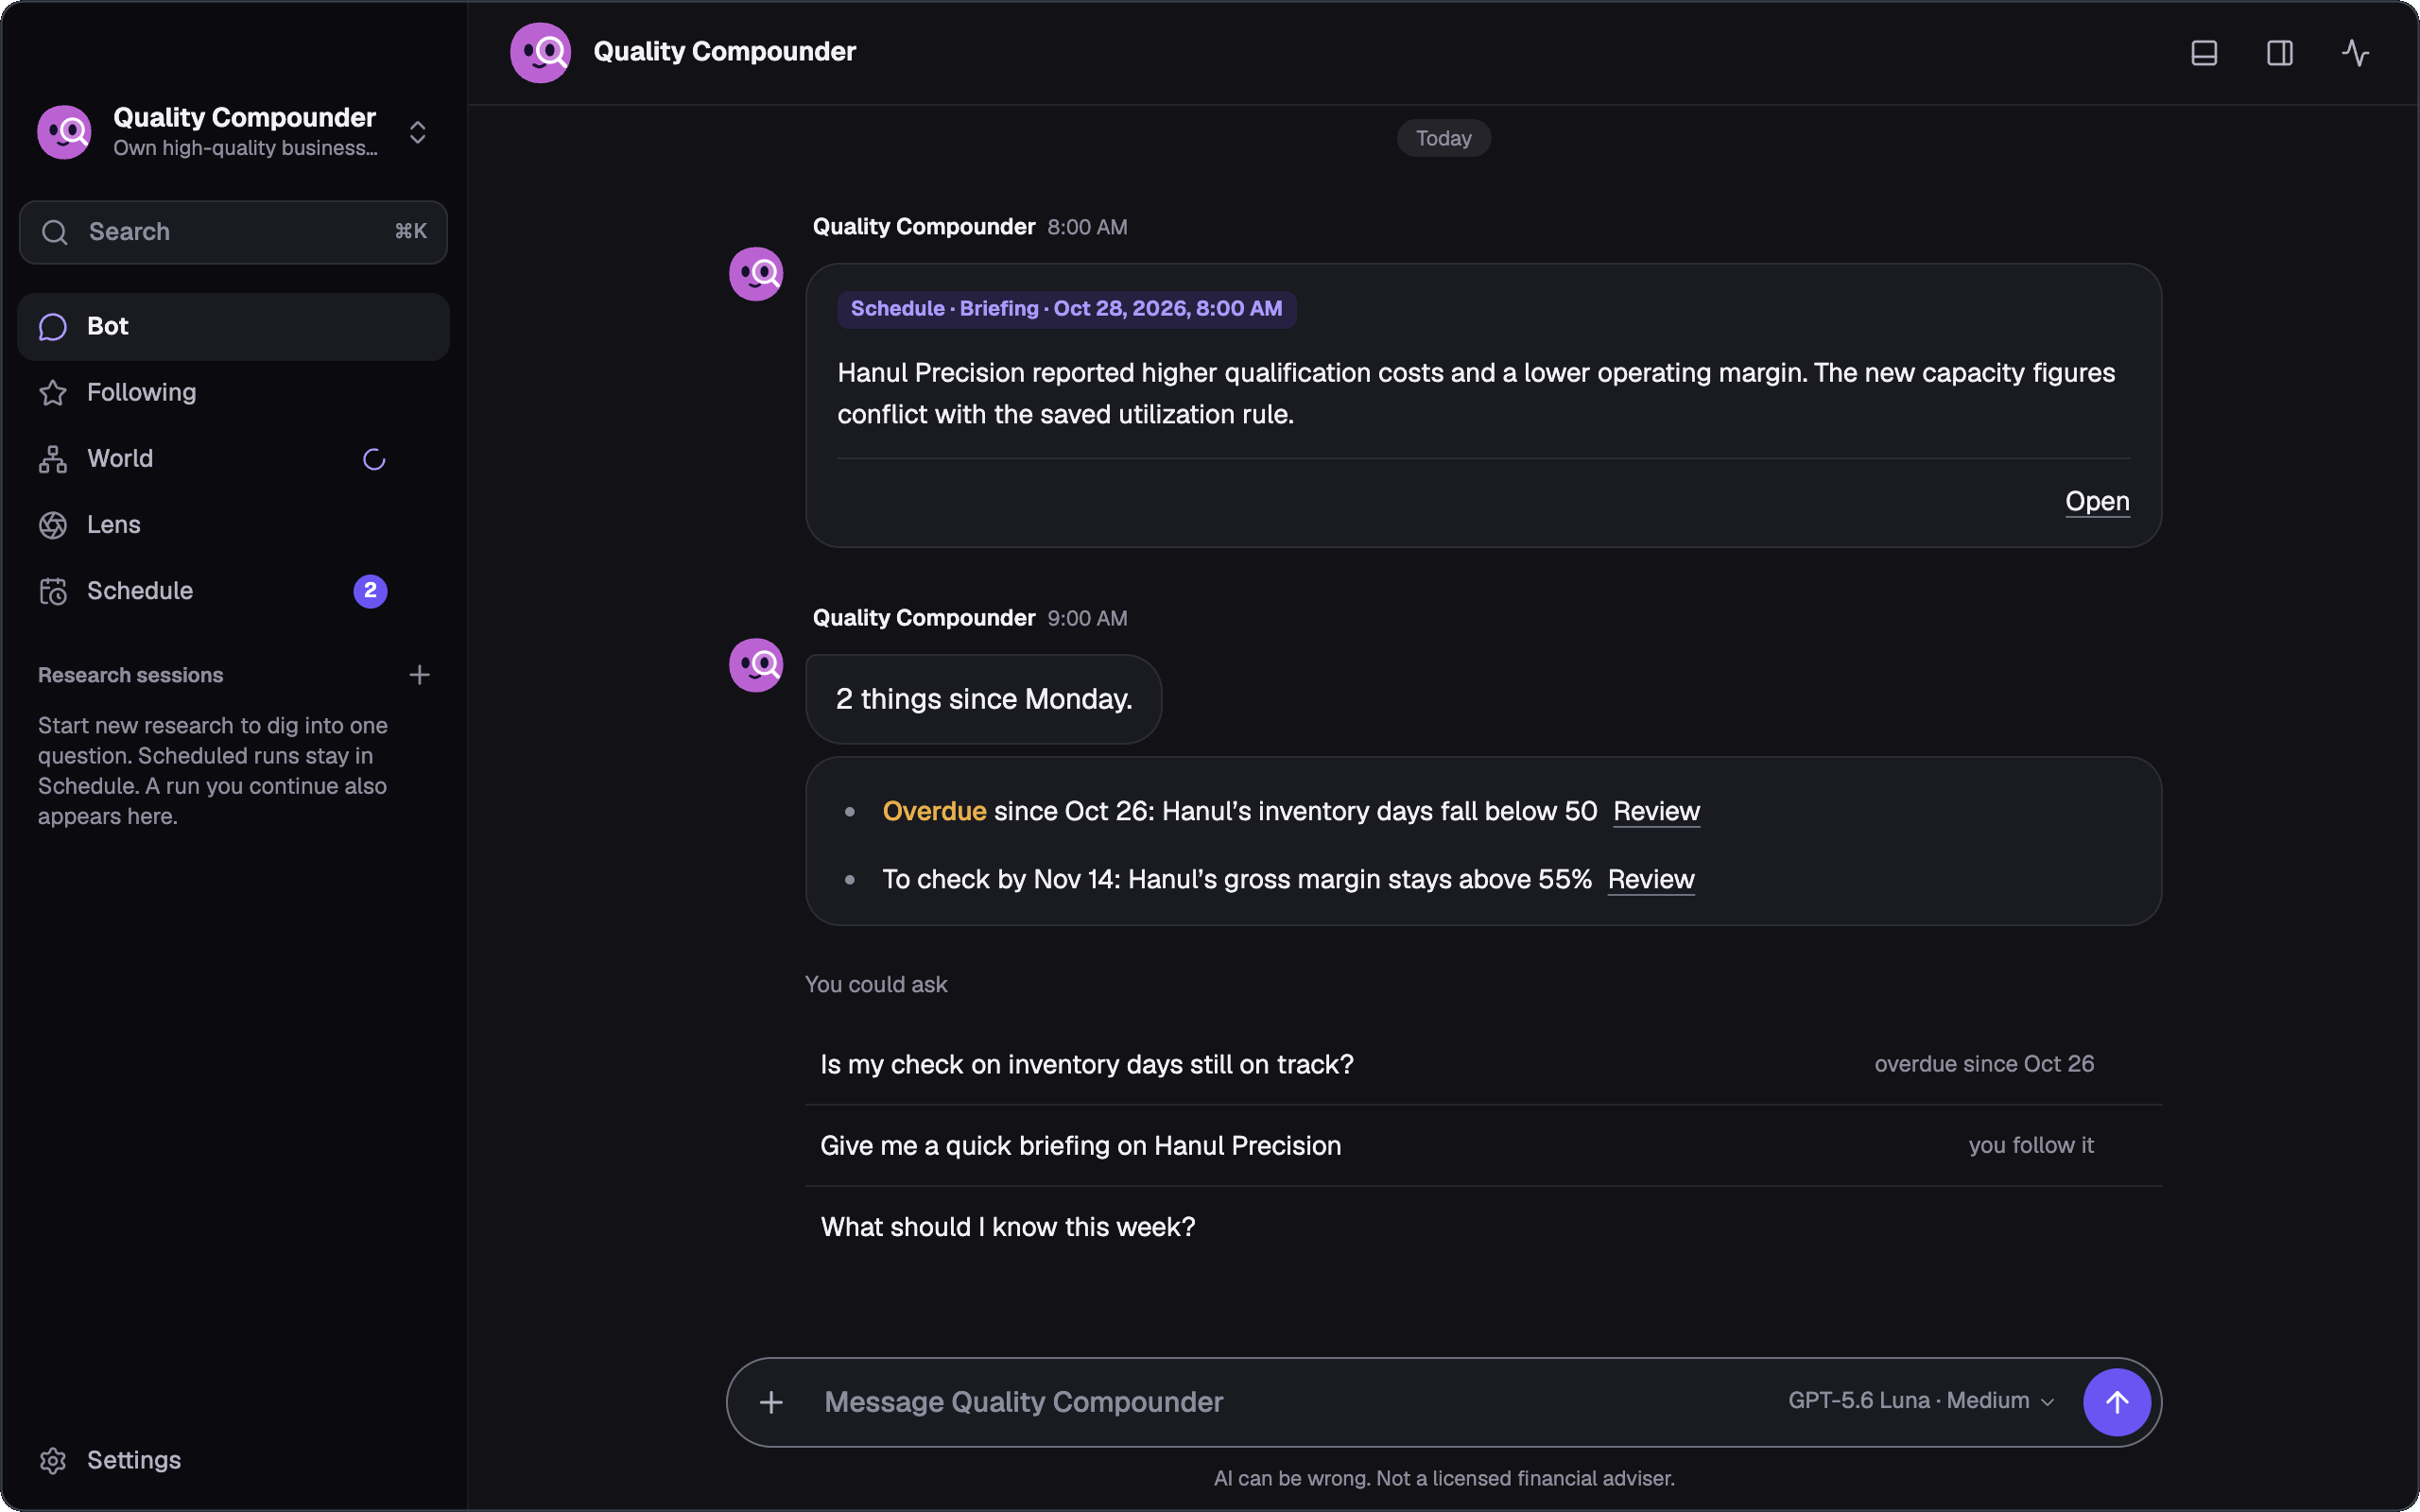 Quality Compounder
Own high-quality business...
Search ⌘K
Bot
Following
World
Lens
Schedule 2
Research sessions
Start new research to dig into one
question. Scheduled runs stay in
Schedule. A run you continue also
appears here.
Settings
Quality Compounder
Today
Quality Compounder 8:00 AM
Schedule · Briefing · Oct 28, 2026, 8:00 AM
Hanul Precision reported higher qualification costs and a lower operating margin. The new capacity figures
conflict with the saved utilization rule.
Open
Quality Compounder 9:00 AM
2 things since Monday.
• Overdue since Oct 26: Hanul’s inventory days fall below 50 Review
• To check by Nov 14: Hanul’s gross margin stays above 55% Review
You could ask
Is my check on inventory days still on track? overdue since Oct 26
Give me a quick briefing on Hanul Precision you follow it
What should I know this week?
Message Quality Compounder GPT-5.6 Luna · Medium
AI can be wrong. Not a licensed financial adviser.